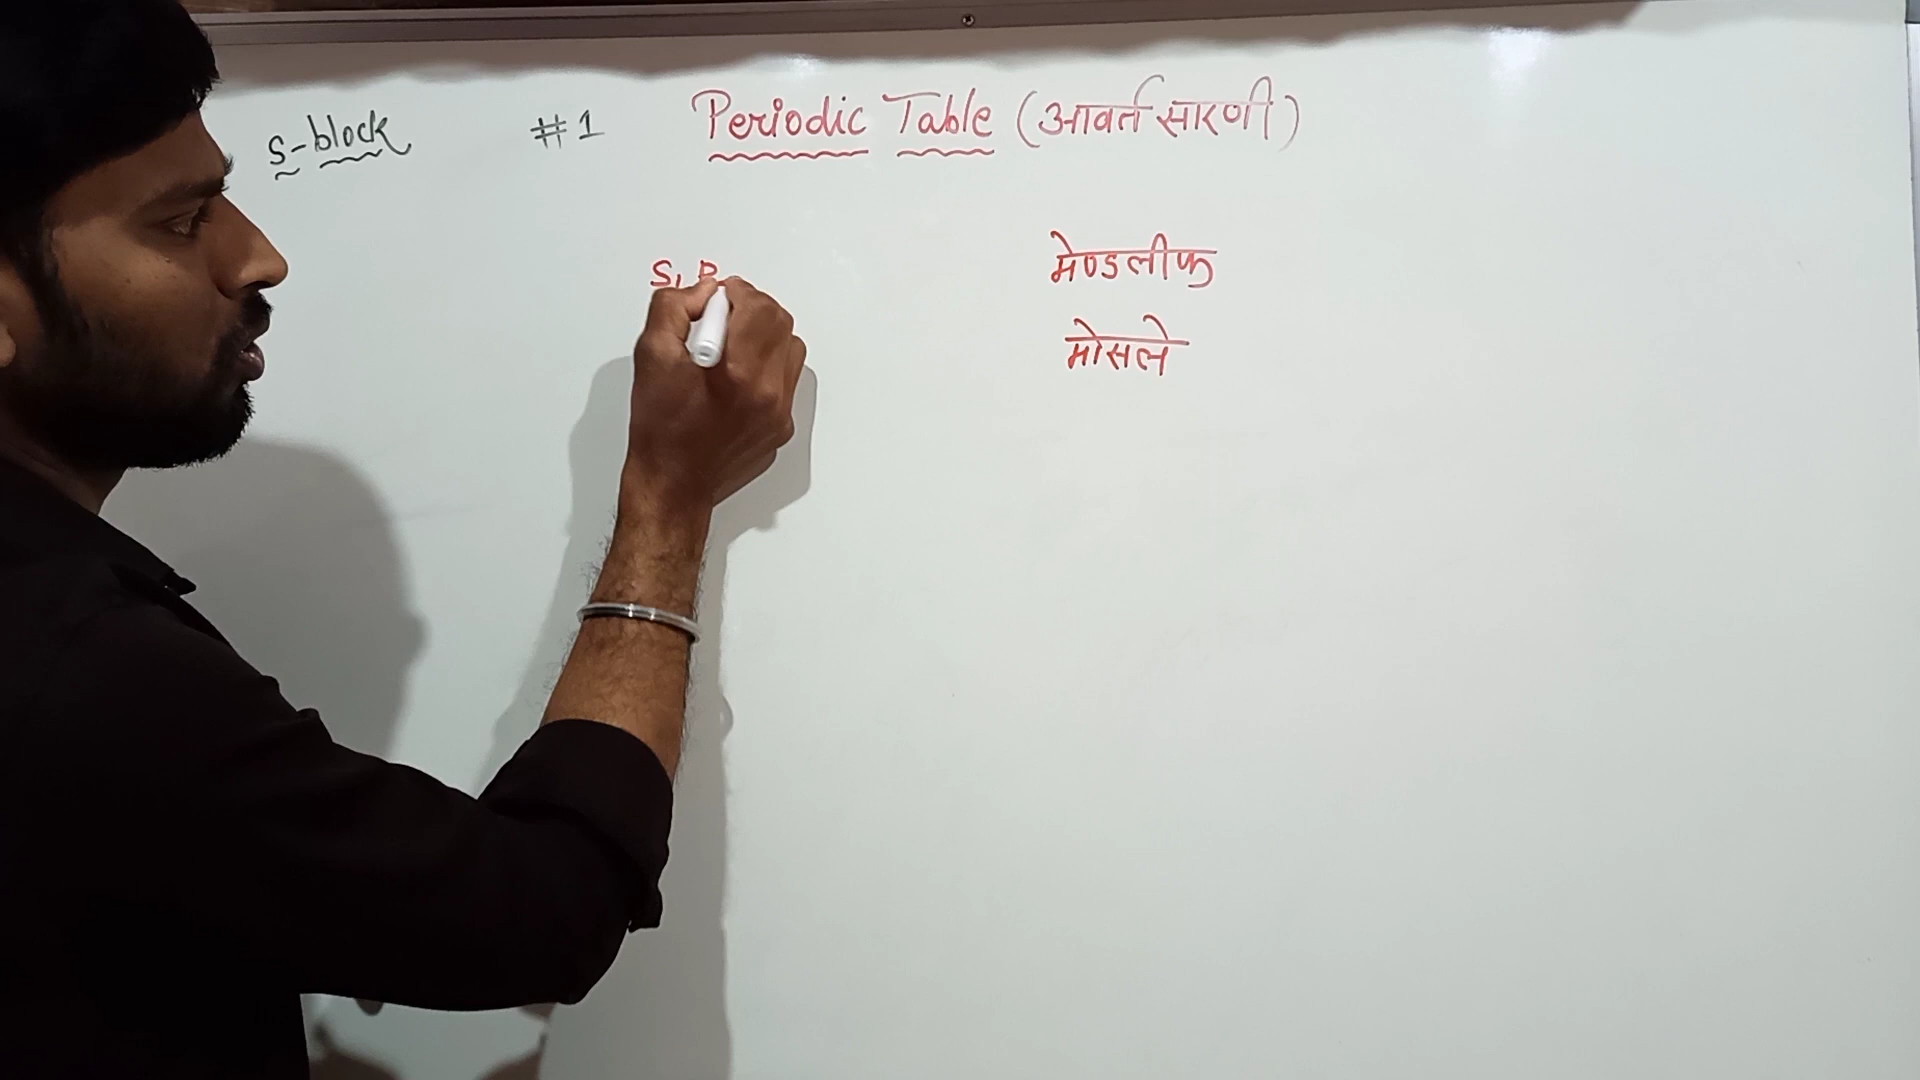 s-block #1 Periodic Table (आवर्त सारणी)
मेण्डलीफ
S, P
मोसले